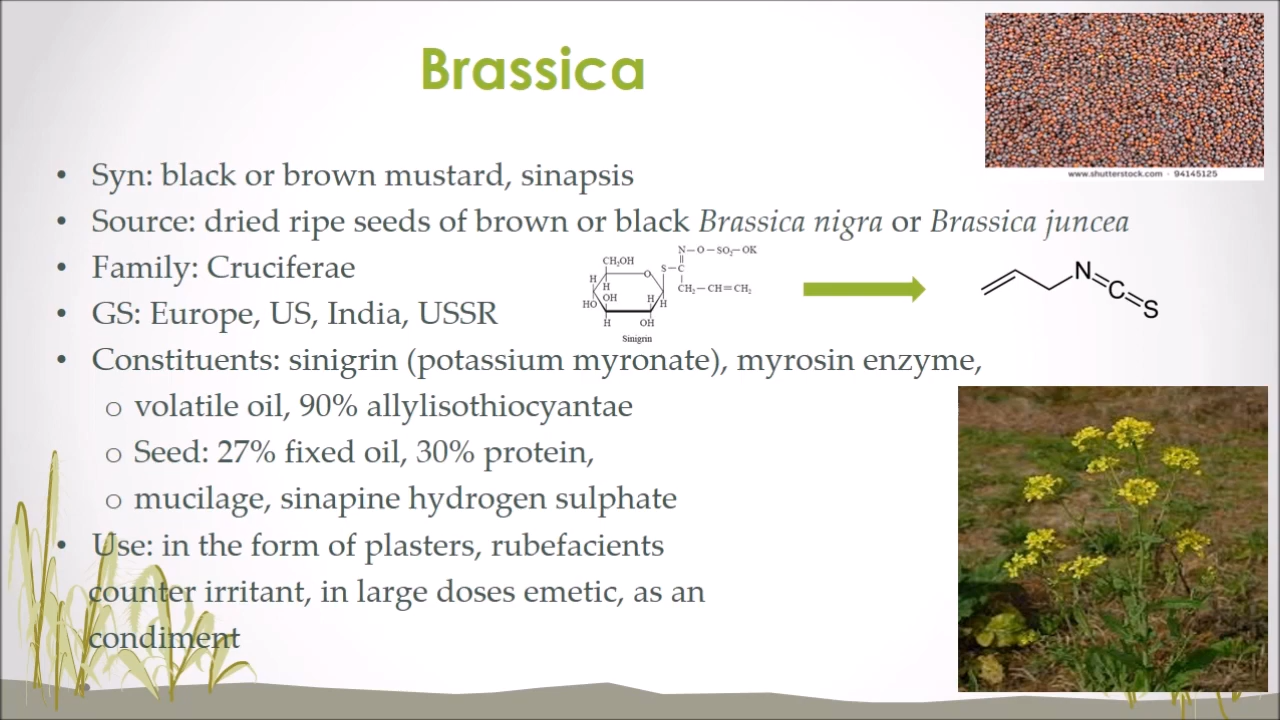 Brassica
www.shutterstock.com · 94145125
• Syn: black or brown mustard, sinapsis
• Source: dried ripe seeds of brown or black Brassica nigra or Brassica juncea
• Family: Cruciferae
• GS: Europe, US, India, USSR
N—O—SO₂—OK
CH₂OH
S—C
O
H
H
CH₂—CH=CH₂
OH
H
HO
H
H
OH
Sinigrin
N=C=S
• Constituents: sinigrin (potassium myronate), myrosin enzyme,
o volatile oil, 90% allylisothiocyantae
o Seed: 27% fixed oil, 30% protein,
o mucilage, sinapine hydrogen sulphate
• Use: in the form of plasters, rubefacients
counter irritant, in large doses emetic, as an
condiment